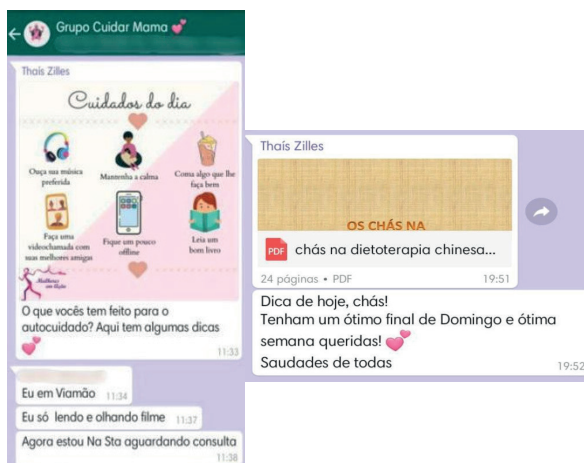 Grupo Cuidar Mama
Thais Zilles
Cuidados do dia
Ouça sua música
preferida
Mantenha a calma
Coma algo que lhe
faça bem
Faça uma
videochamada com
suas melhores amigas
Fique um pouco
offline
Leia um
bom livro
Mulheres
em Ação
O que vocês tem feito para o
autocuidado? Aqui tem algumas dicas
11:33
Eu em Viamão 11:34
Eu só lendo e olhando filme 11:37
Agora estou Na Sta aguardando consulta
11:38
Thaís Zilles
OS CHÁS NA
PDF chás na dietoterapia chinesa...
24 páginas • PDF 19:51
Dica de hoje, chás!
Tenham um ótimo final de Domingo e ótima
semana queridas!
Saudades de todas 19:52